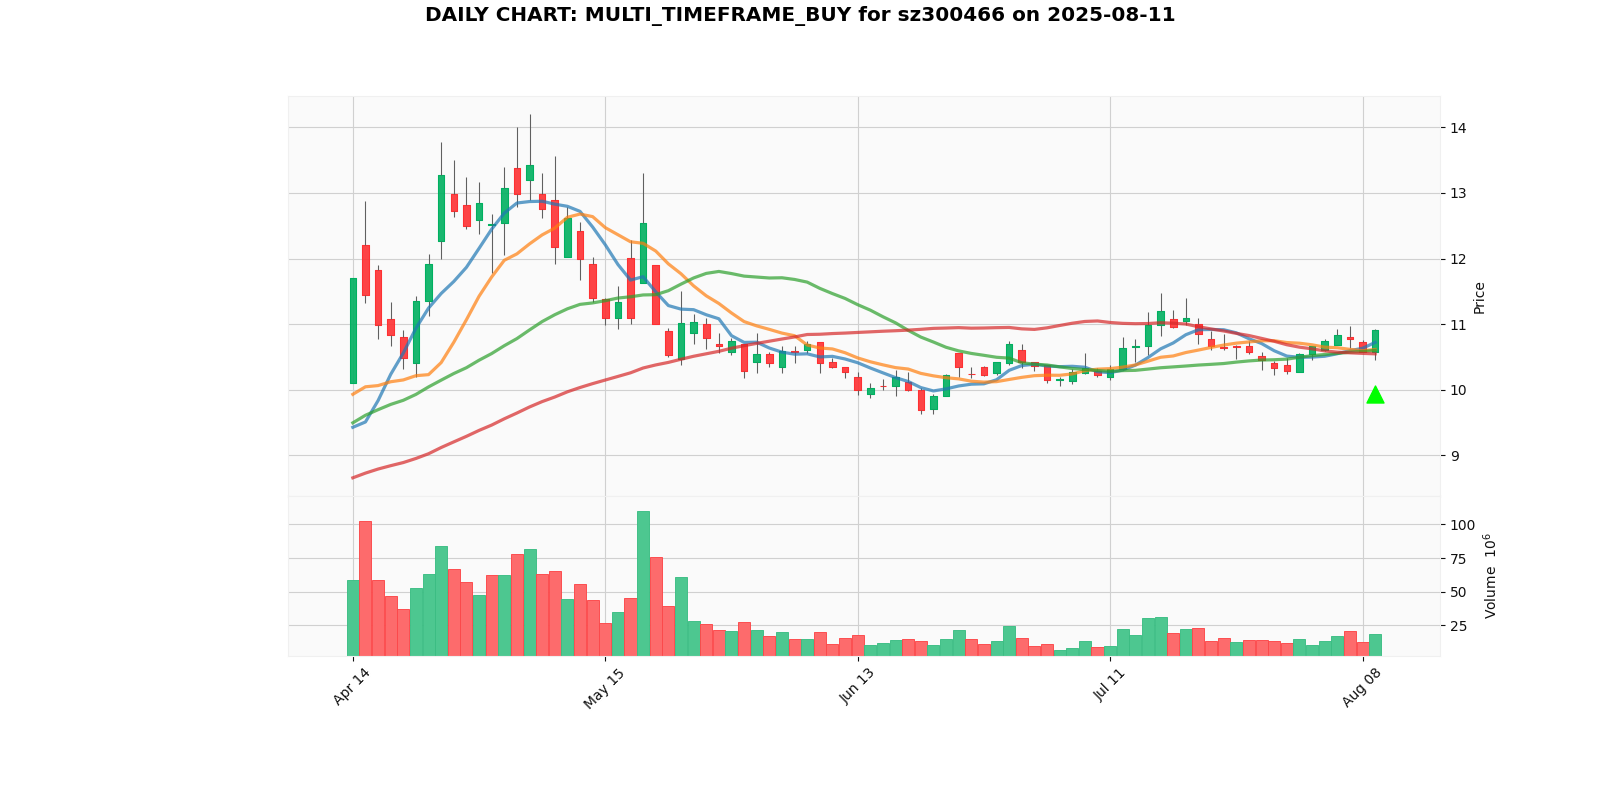 DAILY CHART: MULTI_TIMEFRAME_BUY for sz300466 on 2025-08-11
14
13
12
11
10
9
Price
100
75
50
25
Volume 10^6
Apr 14
May 15
Jun 13
Jul 11
Aug 08